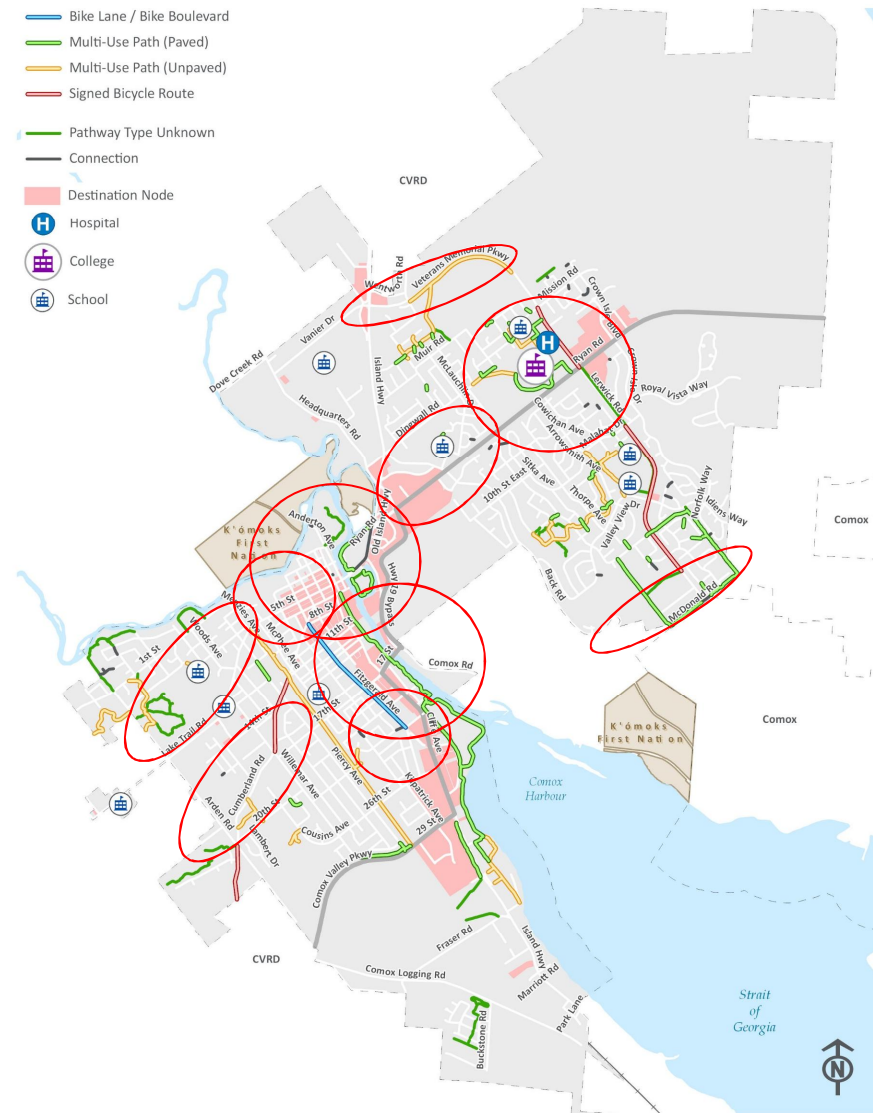 Bike Lane / Bike Boulevard
Multi-Use Path (Paved)
Multi-Use Path (Unpaved)
Signed Bicycle Route
Pathway Type Unknown
Connection
Destination Node
H
Hospital
College
School
CVRD
Wentworth Rd
Veterans Memorial Pkwy
Mission Rd
Crown Isle Blvd
Vanier Dr
H
Ryan Rd
Muir Rd
Dove Creek Rd
Island Hwy
Crown Isle Dr
Lerwick Rd
Royal Vista Way
Headquarters Rd
Dingwall Rd
Cowichan Ave
Arrowsmith Ave
Sitka Ave
10th St East
Thorpe Ave
Valley View Dr
Norfolk Way
Idiens Way
Comox
Anderton Ave
Ryan Rd
Old Island Hwy
2
K'ómoks
First
Nation
Back Rd
McDonald Rd
Hwy 19 Bypass
5th St
8th St
11th St
Menzies Ave
McPhee Ave
Woods Ave
1st St
17 St
Comox Rd
Fitzgerald Ave
Cliffe Ave
17th St
Lake Trail Rd
K'ómoks
First Nation
Comox
Willemar Ave
Piercy Ave
Cumberland Rd
Arden Rd
20th St
26th St
Kilpatrick Ave
Comox
Harbour
Lambert Dr
Cousins Ave
29 St
Comox Valley Pkwy
CVRD
Fraser Rd
Island Hwy
Comox Logging Rd
Marriott Rd
Park Lane
Buckstone Rd
Strait
of
Georgia
N